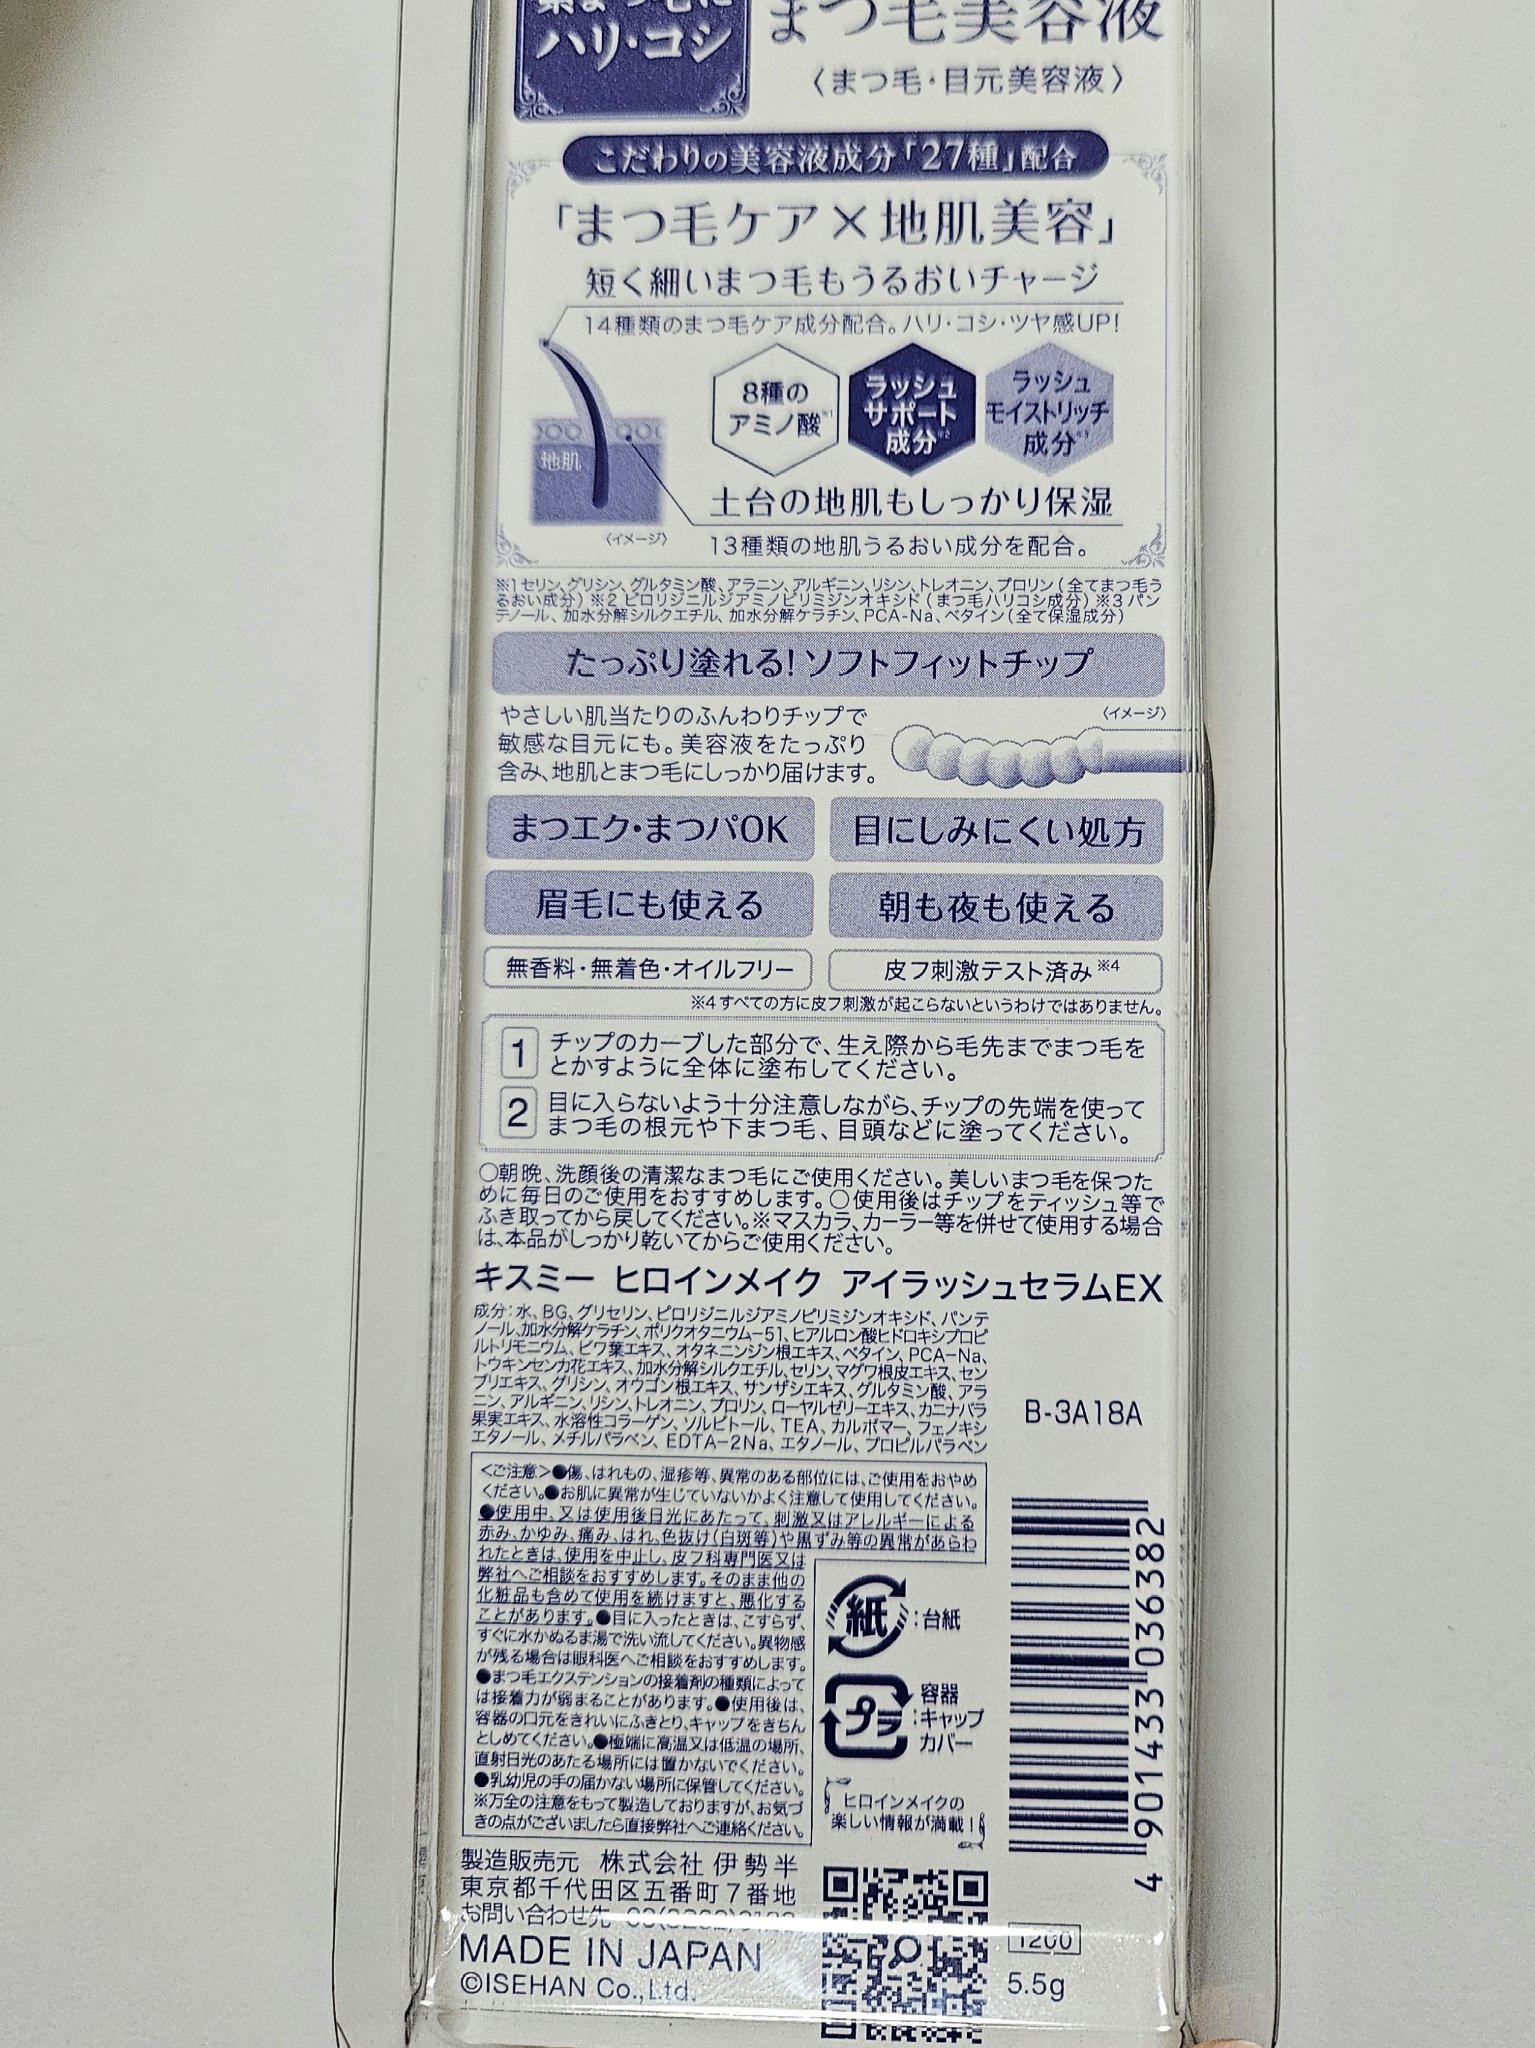 ハリ・コシ
まつ毛美容液
〈まつ毛・目元美容液〉
こだわりの美容液成分「27種」配合
「まつ毛ケア×地肌美容」
短く細いまつ毛もうるおいチャージ
14種類のまつ毛ケア成分配合。ハリ・コシ・ツヤ感UP!
8種の
アミノ酸※1
ラッシュ
サポート
成分※2
ラッシュ
モイストリッチ
成分
地肌
〈イメージ〉
土台の地肌もしっかり保湿
13種類の地肌うるおい成分を配合。
※1セリン、グリシン、グルタミン酸、アラニン、アルギニン、リシン、トレオニン、プロリン(全てまつ毛う
るおい成分) ※2 ピロリジニルジアミノピリミジンオキシド(まつ毛ハリコシ成分) ※3 パン
テノール、加水分解シルクエチル、加水分解ケラチン、PCA-Na、ベタイン(全て保湿成分)
たっぷり塗れる!ソフトフィットチップ
やさしい肌当たりのふんわりチップで
敏感な目元にも。美容液をたっぷり
含み、地肌とまつ毛にしっかり届けます。
〈イメージ〉
まつエク・まつパOK
目にしみにくい処方
眉毛にも使える
朝も夜も使える
無香料・無着色・オイルフリー
皮フ刺激テスト済み※4
※4 すべての方に皮フ刺激が起こらないというわけではありません。
1 チップのカーブした部分で、生え際から毛先までまつ毛を
とかすように全体に塗布してください。
2 目に入らないよう十分注意しながら、チップの先端を使って
まつ毛の根元や下まつ毛、目頭などに塗ってください。
○朝晩、洗顔後の清潔なまつ毛にご使用ください。美しいまつ毛を保つた
めに毎日のご使用をおすすめします。○使用後はチップをティッシュ等で
ふき取ってから戻してください。※マスカラ、カーラー等を併せて使用する場合
は、本品がしっかり乾いてからご使用ください。
キスミー ヒロインメイク アイラッシュセラムEX
成分:水、BG、グリセリン、ピロリジニルジアミノピリミジンオキシド、パンテ
ノール、加水分解ケラチン、ポリクオタニウム-51、ヒアルロン酸ヒドロキシプロピ
ルトリモニウム、ビワ葉エキス、オタネニンジン根エキス、ベタイン、PCA-Na、
トウキンセンカ花エキス、加水分解シルクエチル、セリン、マグワ根皮エキス、セン
ブリエキス、グリシン、オウゴン根エキス、サンザシエキス、グルタミン酸、アラ
ニン、アルギニン、リシン、トレオニン、プロリン、ローヤルゼリーエキス、カニナバラ
果実エキス、水溶性コラーゲン、ソルビトール、TEA、カルボマー、フェノキシ
エタノール、メチルパラベン、EDTA-2Na、エタノール、プロピルパラベン
B-3A18A
<ご注意>●傷、はれもの、湿疹等、異常のある部位には、ご使用をおやめ
ください。●お肌に異常が生じていないかよく注意して使用してください。
●使用中、又は使用後日光にあたって、刺激又はアレルギーによる
赤み、かゆみ、痛み、はれ、色抜け(白斑等)や黒ずみ等の異常があらわ
れたときは、使用を中止し、皮フ科専門医又は
弊社へご相談をおすすめします。そのまま他の
化粧品も含めて使用を続けますと、悪化する
ことがあります。●目に入ったときは、こすらず、
すぐに水かぬるま湯で洗い流してください。異物感
が残る場合は眼科医へご相談をおすすめします。
●まつ毛エクステンションの接着剤の種類によって
は接着力が弱まることがあります。●使用後は、
容器の口元をきれいにふきとり、キャップをきちん
としめてください。●極端に高温又は低温の場所、
直射日光のあたる場所には置かないでください。
●乳幼児の手の届かない場所に保管してください。
※万全の注意をもって製造しておりますが、お気づ
きの点がございましたら直接弊社へご連絡ください。
紙:台紙
プラ:容器
キャップ
カバー
ヒロインメイクの
楽しい情報が満載!
4 901433 036382
製造販売元 株式会社 伊勢半
東京都千代田区五番町7番地
お問い合わせ先
MADE IN JAPAN
©ISEHAN Co.,Ltd.
1200
5.5g